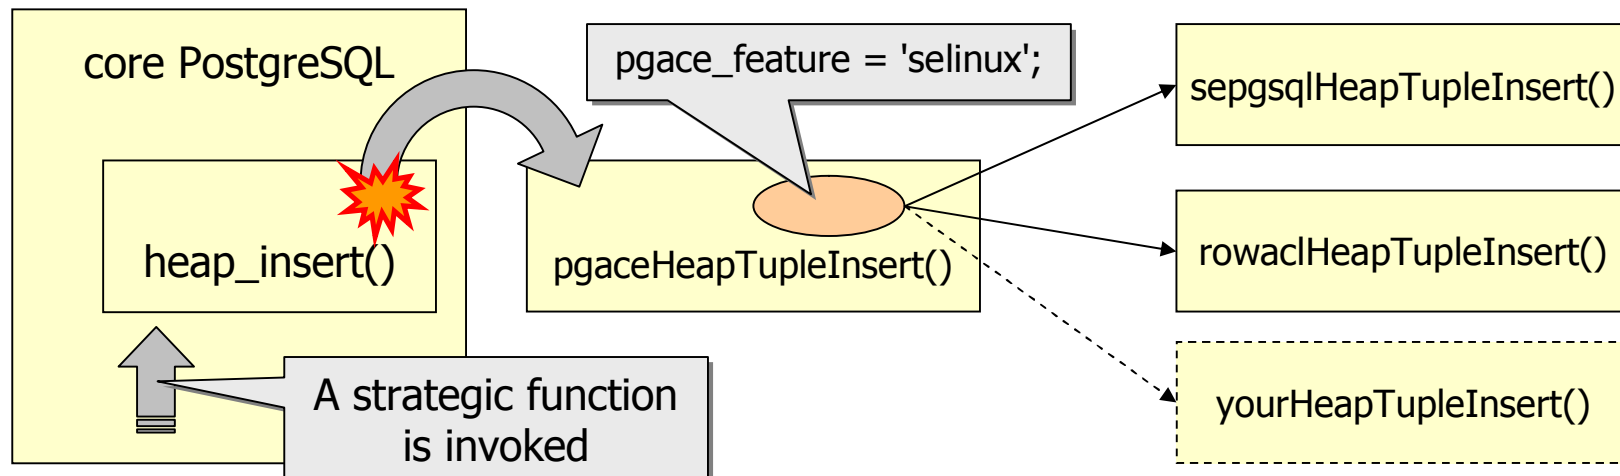 core PostgreSQL
heap_insert()
A strategic function
is invoked
pgace_feature = 'selinux';
pgaceHeapTupleInsert()
sepgsqlHeapTupleInsert()
rowaclHeapTupleInsert()
yourHeapTupleInsert()